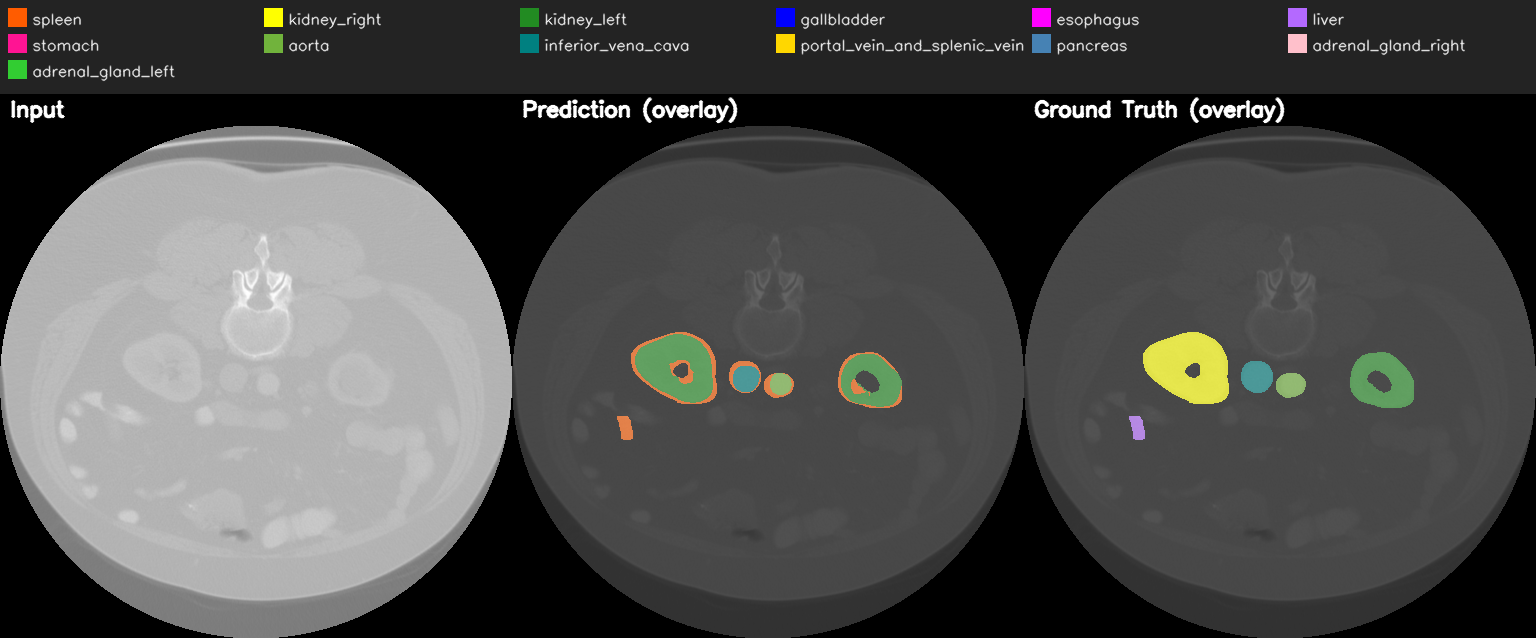 spleen kidney_right kidney_left gallbladder esophagus liver
stomach aorta inferior_vena_cava portal_vein_and_splenic_vein pancreas adrenal_gland_right
adrenal_gland_left
Input Prediction (overlay) Ground Truth (overlay)